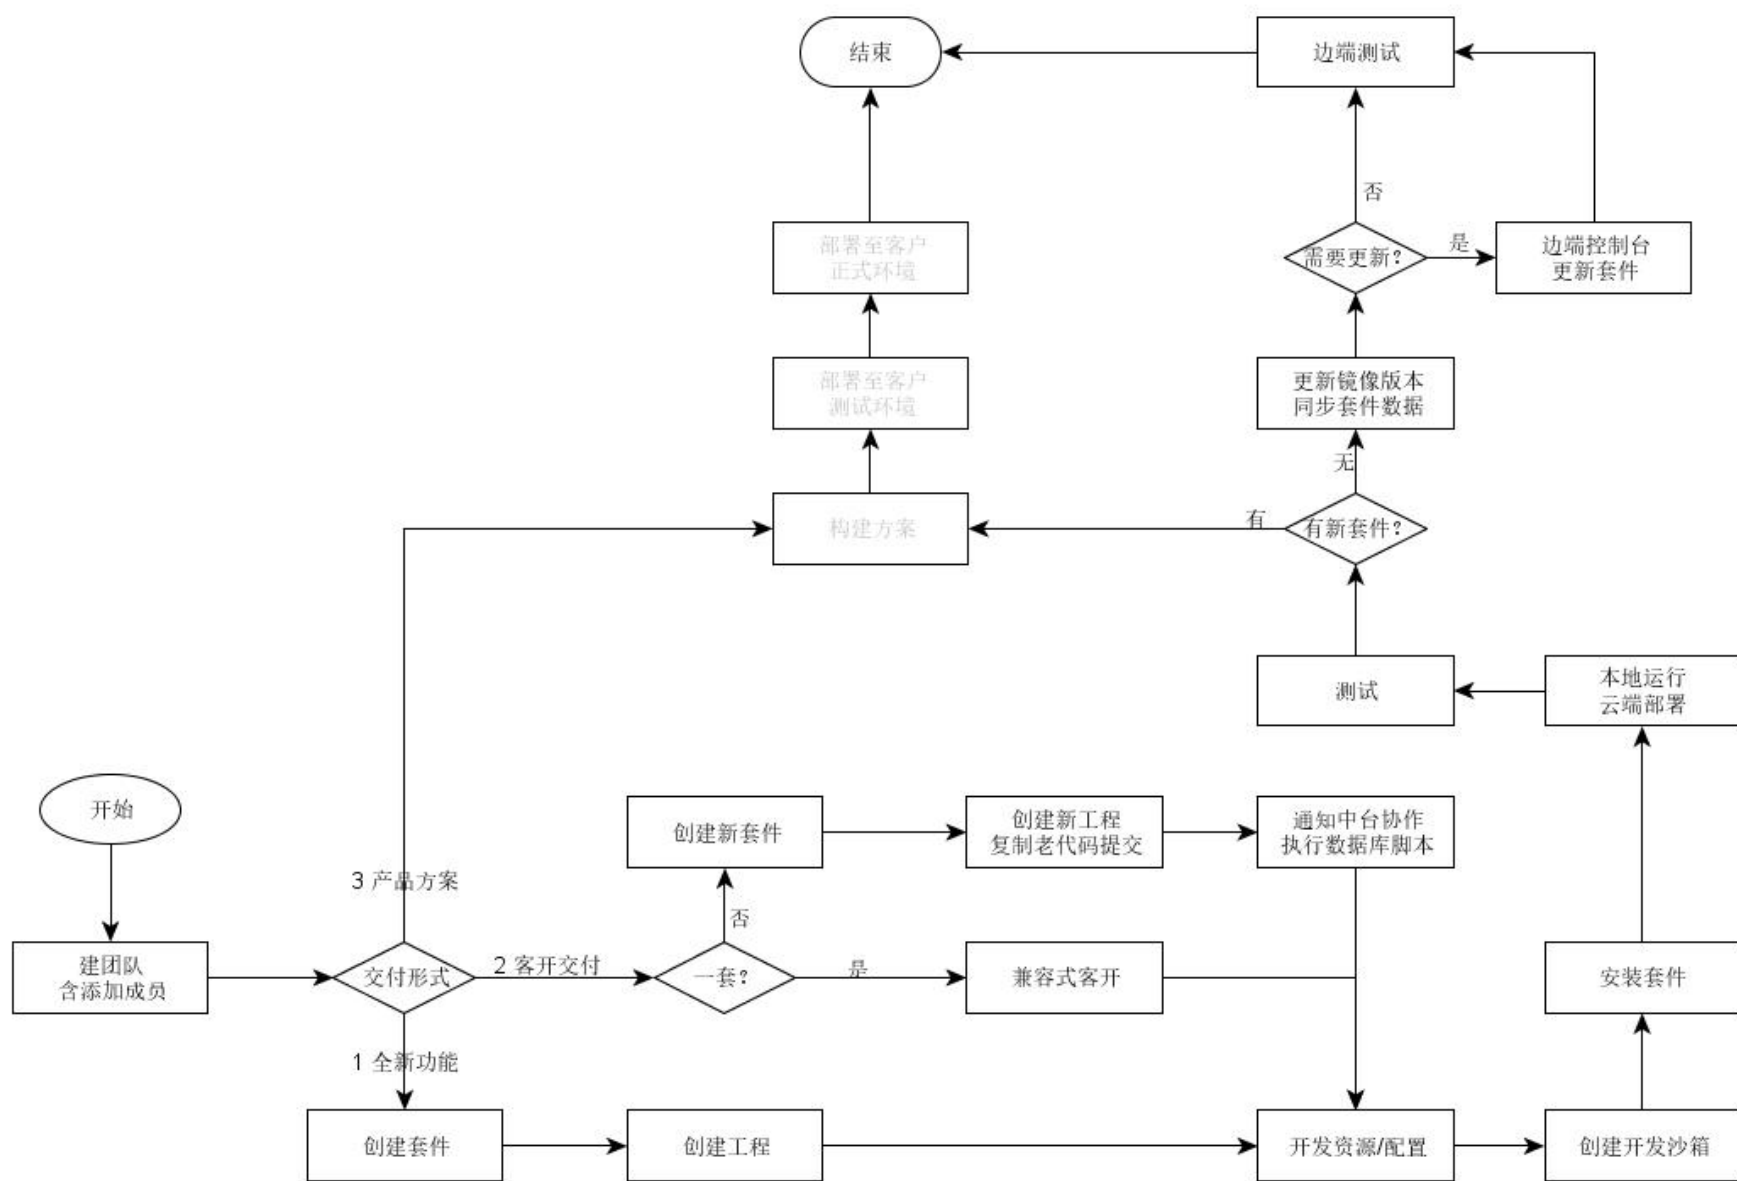 结束
边端测试
否
部署至客户
正式环境
需要更新?
是
边端控制台
更新套件
部署至客户
测试环境
更新镜像版本
同步套件数据
无
构建方案
有
有新套件?
测试
本地运行
云端部署
开始
创建新套件
创建新工程
复制老代码提交
通知中台协作
执行数据库脚本
3 产品方案
否
建团队
含添加成员
交付形式
2 客开交付
一套?
是
兼容式客开
安装套件
1 全新功能
创建套件
创建工程
开发资源/配置
创建开发沙箱